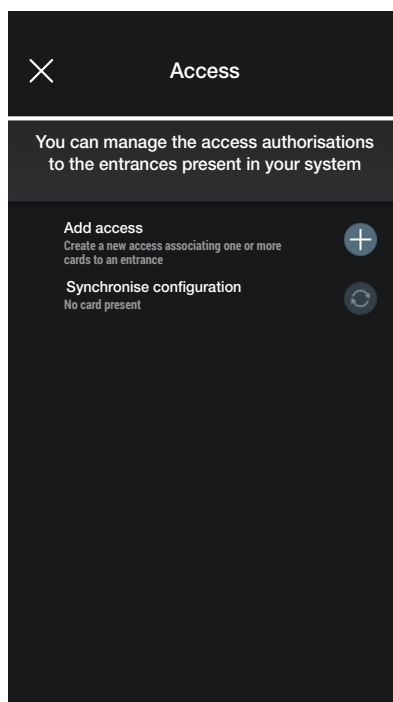 Access
You can manage the access authorisations
to the entrances present in your system
Add access
Create a new access associating one or more
cards to an entrance
Synchronise configuration
No card present